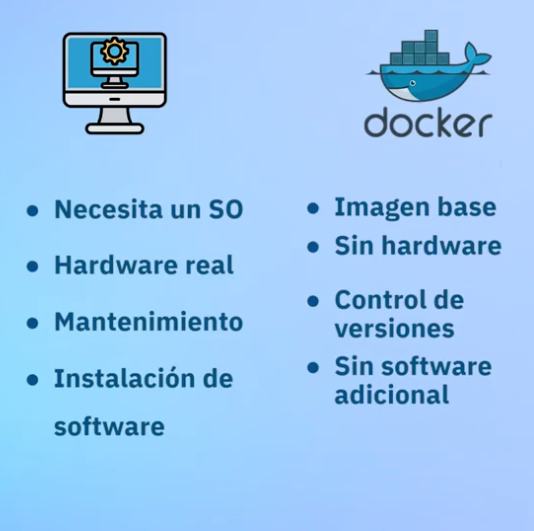 docker
Necesita un SO
Hardware real
Mantenimiento
Instalación de
software
Imagen base
Sin hardware
Control de
versiones
Sin software
adicional